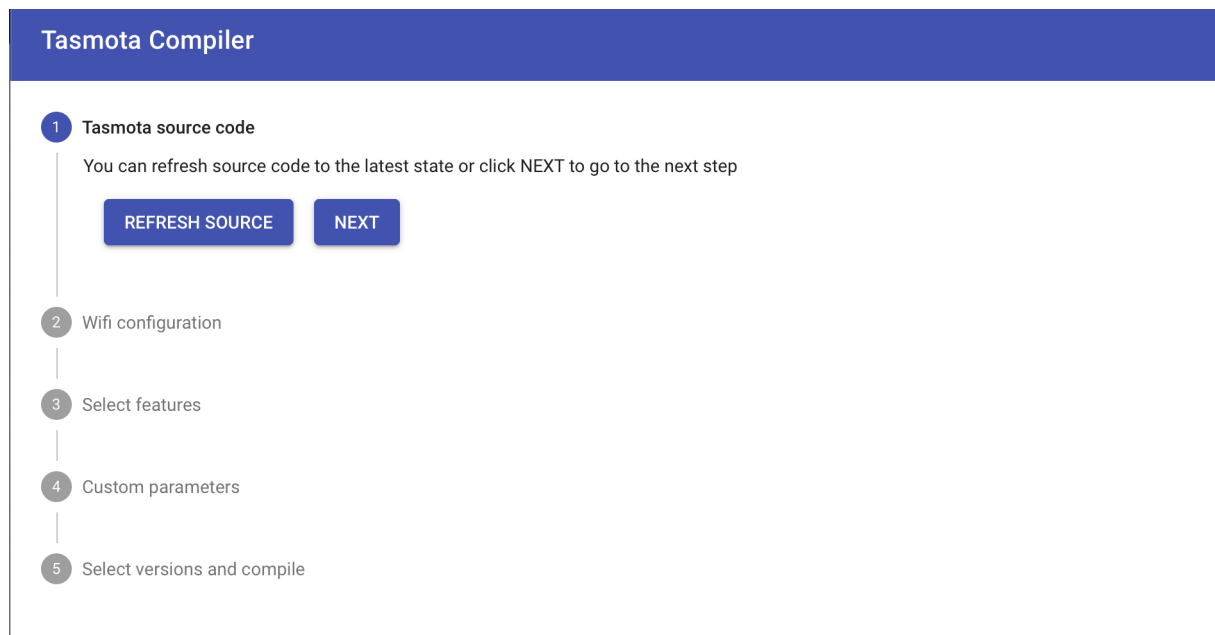 Tasmota Compiler
1 Tasmota source code
You can refresh source code to the latest state or click NEXT to go to the next step
REFRESH SOURCE NEXT
2 Wifi configuration
3 Select features
4 Custom parameters
5 Select versions and compile